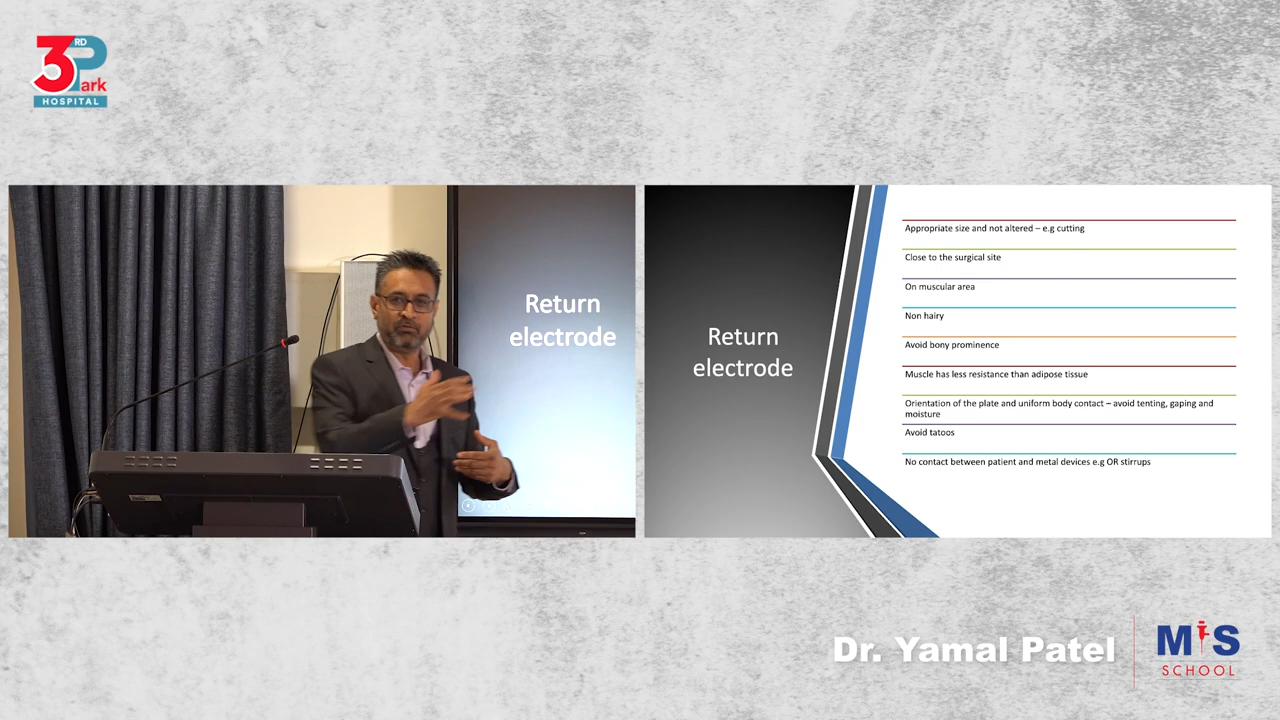 3RD Park
HOSPITAL
Return
electrode
Return
electrode
Appropriate size and not altered – e.g cutting
Close to the surgical site
On muscular area
Non hairy
Avoid bony prominence
Muscle has less resistance than adipose tissue
Orientation of the plate and uniform body contact – avoid tenting, gaping and
moisture
Avoid tatoos
No contact between patient and metal devices e.g OR stirrups
Dr. Yamal Patel
MiS
SCHOOL